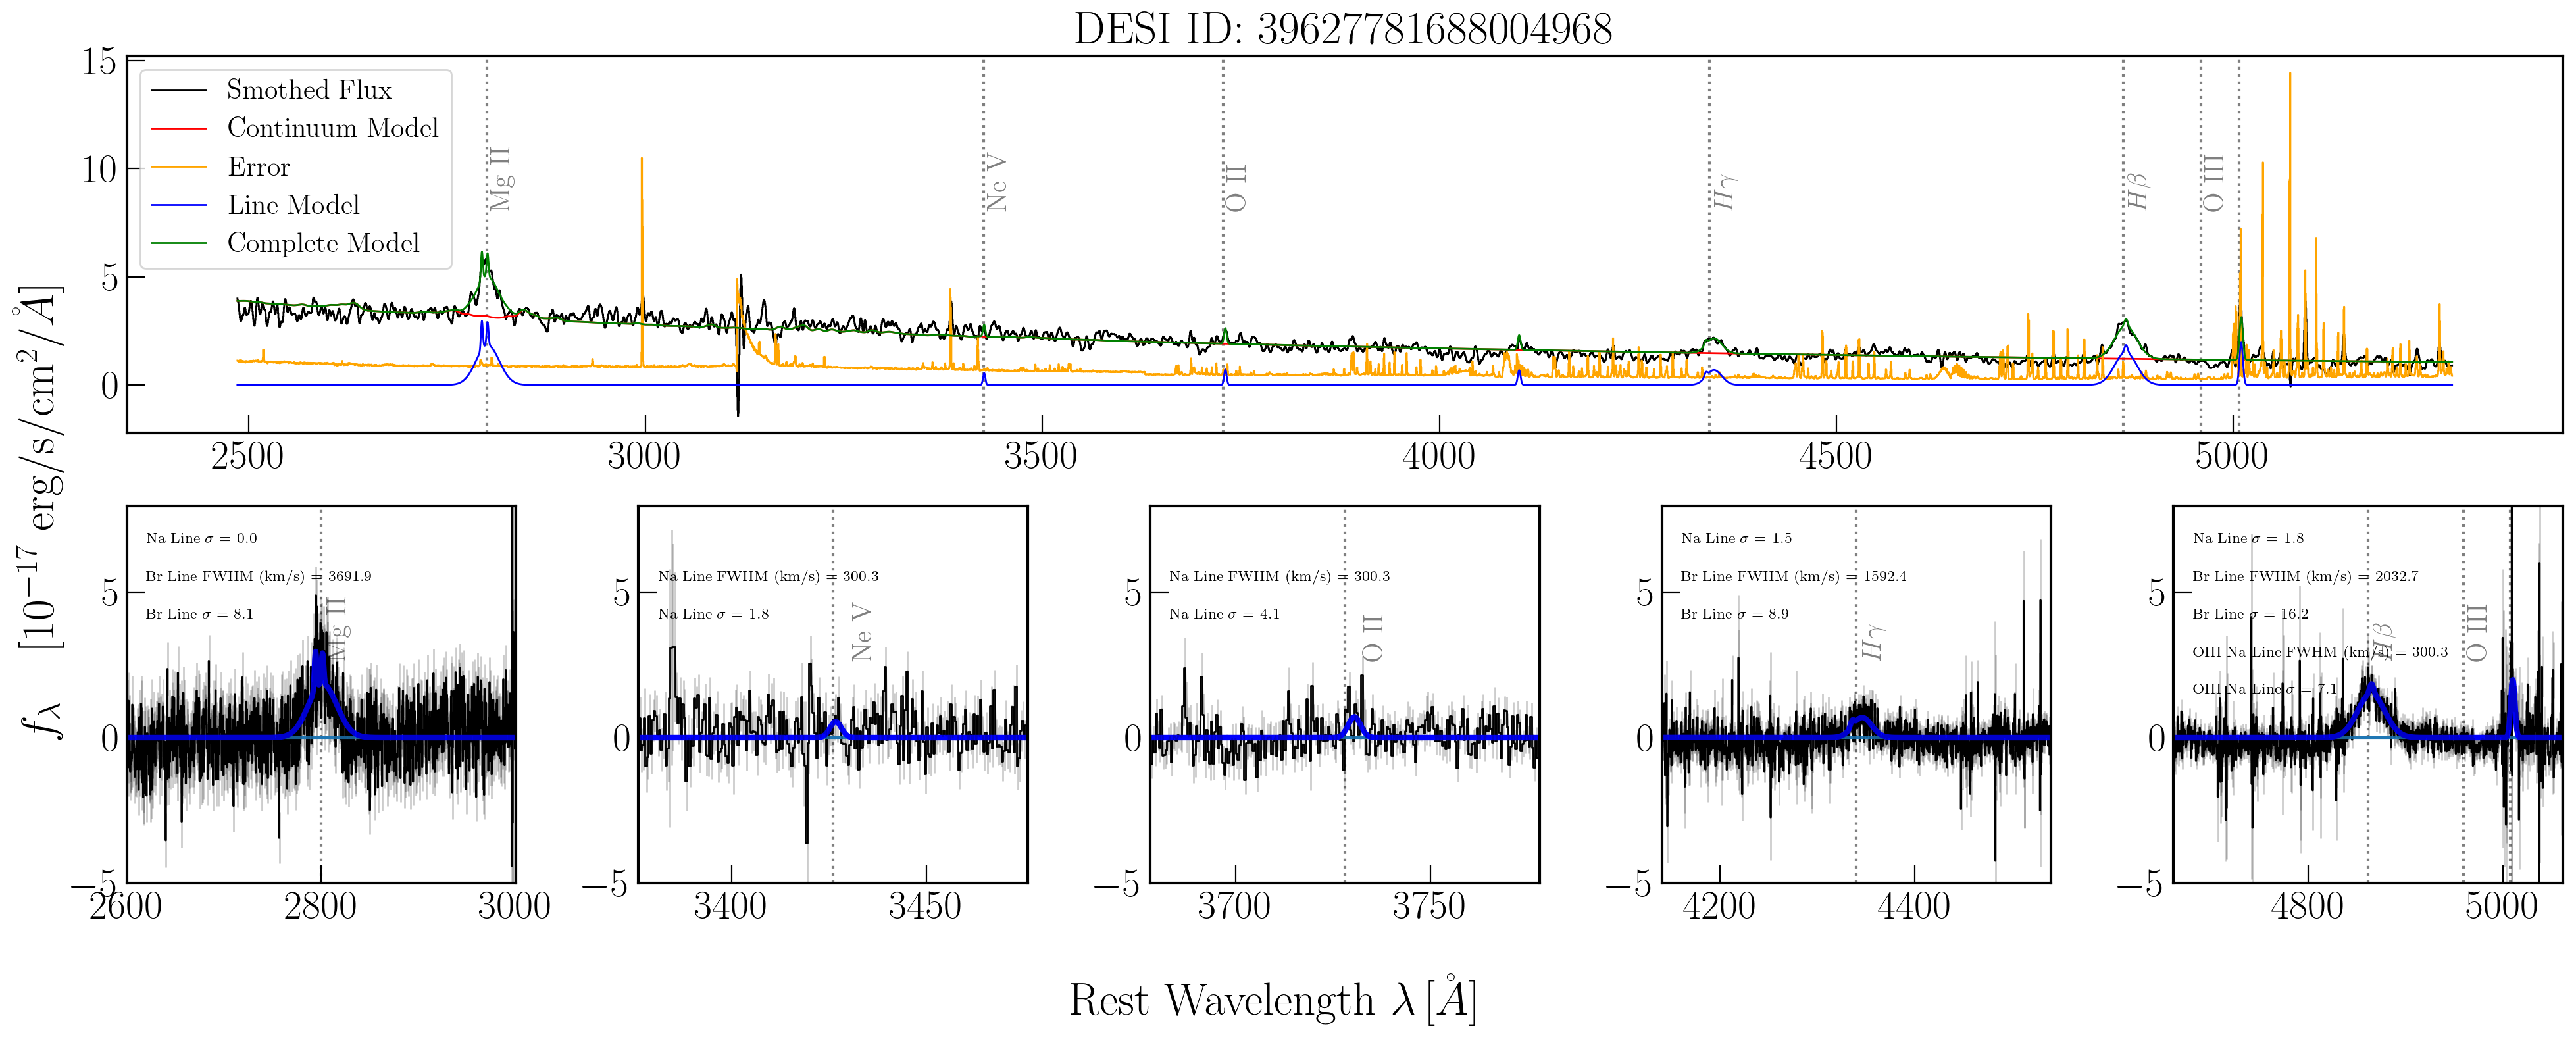 DESI ID: 39627781688004968
15
10
5
0
Smothed Flux
Continuum Model
Error
Line Model
Complete Model
Mg II
Ne V
O II
Hγ
Hβ
O III
2500
3000
3500
4000
4500
5000
fλ [10−17 erg/s/cm2/Å]
Na Line σ = 0.0
Br Line FWHM (km/s) = 3691.9
Br Line σ = 8.1
Mg II
5
0
−5
2600
2800
3000
Na Line FWHM (km/s) = 300.3
Na Line σ = 1.8
Ne V
5
0
−5
3400
3450
Na Line FWHM (km/s) = 300.3
Na Line σ = 4.1
O II
5
0
−5
3700
3750
Na Line σ = 1.5
Br Line FWHM (km/s) = 1592.4
Br Line σ = 8.9
Hγ
5
0
−5
4200
4400
Na Line σ = 1.8
Br Line FWHM (km/s) = 2032.7
Br Line σ = 16.2
OIII Na Line FWHM (km/s) = 300.3
OIII Na Line σ = 7.1
Hβ
O III
5
0
−5
4800
5000
Rest Wavelength λ [Å]